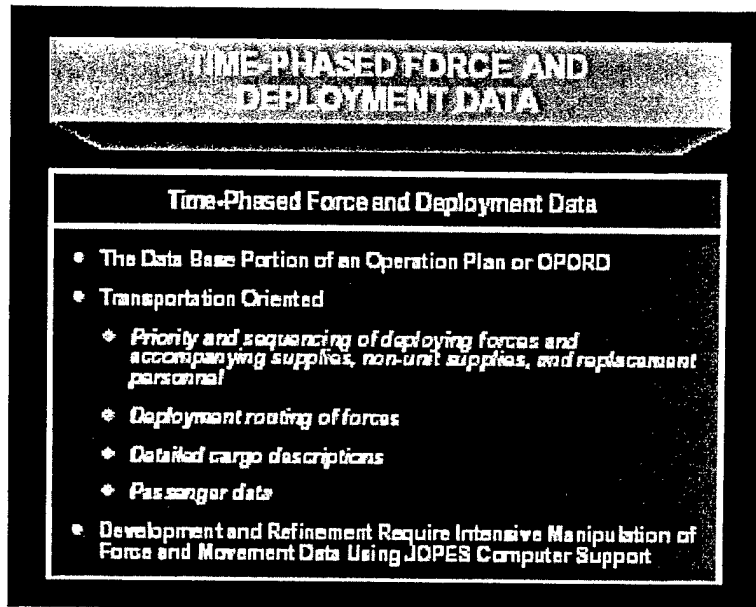 TIME-PHASED FORCE AND
DEPLOYMENT DATA
Time-Phased Force and Deployment Data
• The Data Base Portion of an Operation Plan or OPORD
• Transportation Oriented
Priority and sequencing of deploying forces and
accompanying supplies, non-unit supplies, and replacement
personnel
Deployment routing of forces
Detailed cargo descriptions
Passenger data
• Development and Refinement Require Intensive Manipulation of
Force and Movement Data Using JOPES Computer Support